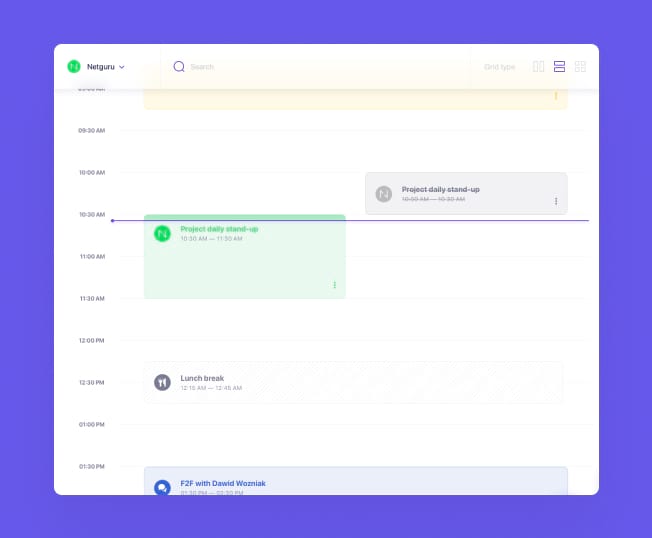 Netguru
Search
Grid type
09:00 AM
09:30 AM
10:00 AM
Project daily stand-up
10:00 AM — 10:30 AM
10:30 AM
Project daily stand-up
10:30 AM — 11:30 AM
11:00 AM
11:30 AM
12:00 PM
Lunch break
12:15 AM — 12:45 AM
12:30 PM
01:00 PM
01:30 PM
F2F with Dawid Wozniak
01:30 PM — 02:30 PM